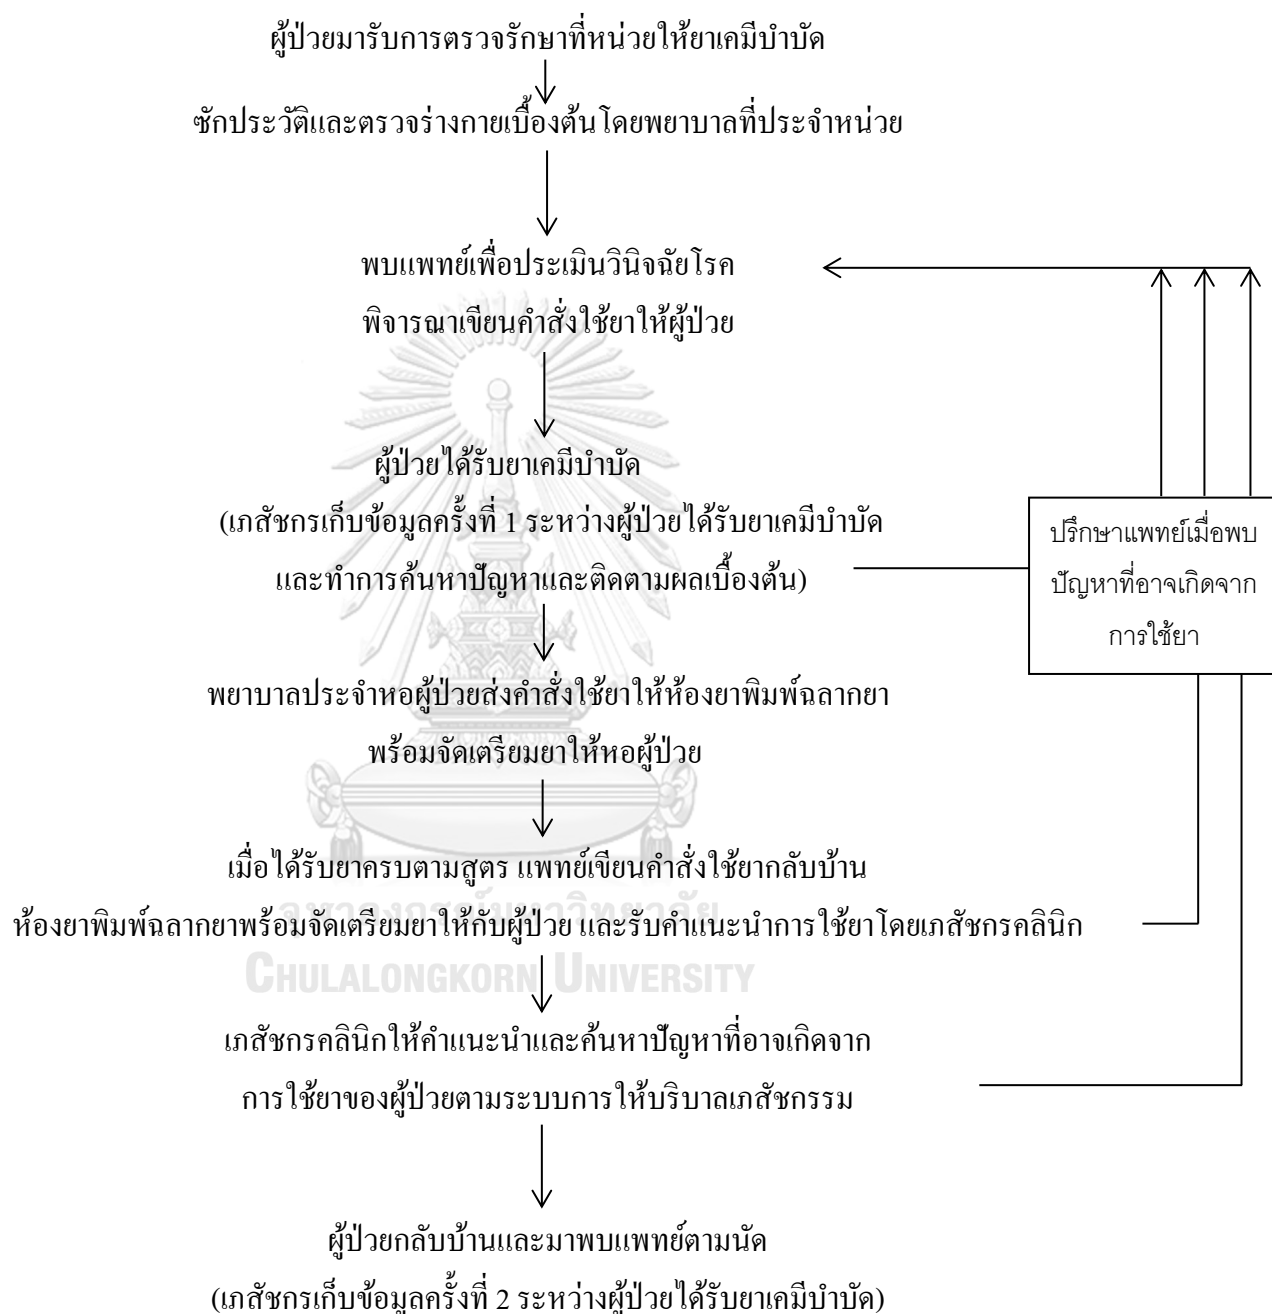 ผู้ป่วยมารับการตรวจรักษาที่หน่วยให้ยาเคมีบำบัด
ซักประวัติและตรวจร่างกายเบื้องต้นโดยพยาบาลที่ประจำหน่วย
พบแพทย์เพื่อประเมินวินิจฉัยโรค
พิจารณาเขียนคำสั่งใช้ยาให้ผู้ป่วย
ผู้ป่วยได้รับยาเคมีบำบัด
(เภสัชกรเก็บข้อมูลครั้งที่ 1 ระหว่างผู้ป่วยได้รับยาเคมีบำบัด
และทำการค้นหาปัญหาและติดตามผลเบื้องต้น)
ปรึกษาแพทย์เมื่อพบ
ปัญหาที่อาจเกิดจาก
การใช้ยา
พยาบาลประจำหอผู้ป่วยส่งคำสั่งใช้ยาให้ห้องยาพิมพ์ฉลากยา
พร้อมจัดเตรียมยาให้หอผู้ป่วย
เมื่อได้รับยาครบตามสูตร แพทย์เขียนคำสั่งใช้ยากลับบ้าน
จุฬาลงกรณ์มหาวิทยาลัย
ห้องยาพิมพ์ฉลากยาพร้อมจัดเตรียมยาให้กับผู้ป่วย และรับคำแนะนำการใช้ยาโดยเภสัชกรคลินิก
CHULALONGKORN UNIVERSITY
เภสัชกรคลินิกให้คำแนะนำและค้นหาปัญหาที่อาจเกิดจาก
การใช้ยาของผู้ป่วยตามระบบการให้บริบาลเภสัชกรรม
ผู้ป่วยกลับบ้านและมาพบแพทย์ตามนัด
(เภสัชกรเก็บข้อมูลครั้งที่ 2 ระหว่างผู้ป่วยได้รับยาเคมีบำบัด)